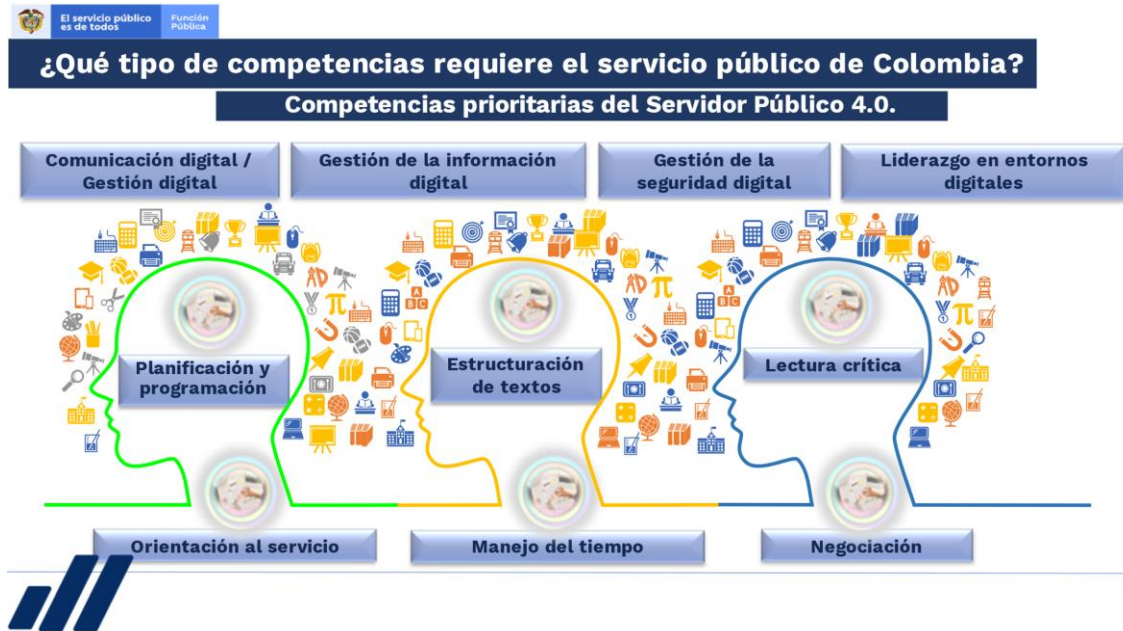 El servicio público
es de todos
Función
Pública
¿Qué tipo de competencias requiere el servicio público de Colombia?
Competencias prioritarias del Servidor Público 4.0.
Comunicación digital /
Gestión digital
Gestión de la información
digital
Gestión de la
seguridad digital
Liderazgo en entornos
digitales
Planificación y
programación
Estructuración
de textos
Lectura crítica
Orientación al servicio
Manejo del tiempo
Negociación